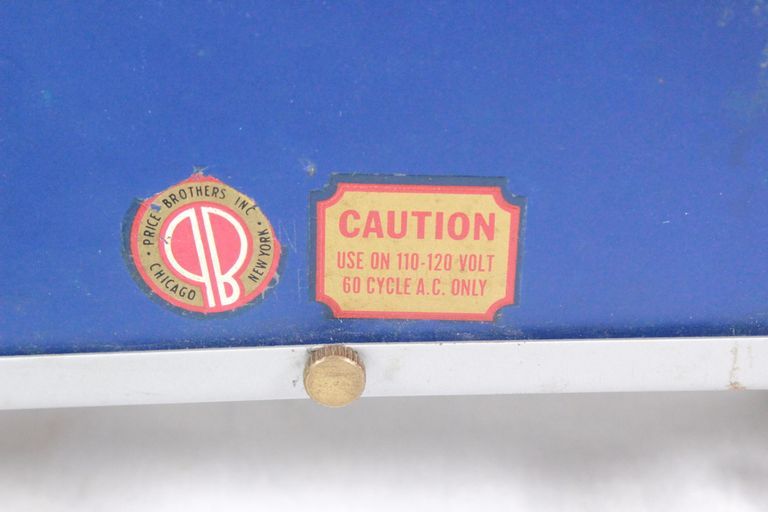 • PRICE BROTHERS INC. •
CHICAGO NEW YORK
PB
CAUTION
USE ON 110-120 VOLT
60 CYCLE A.C. ONLY